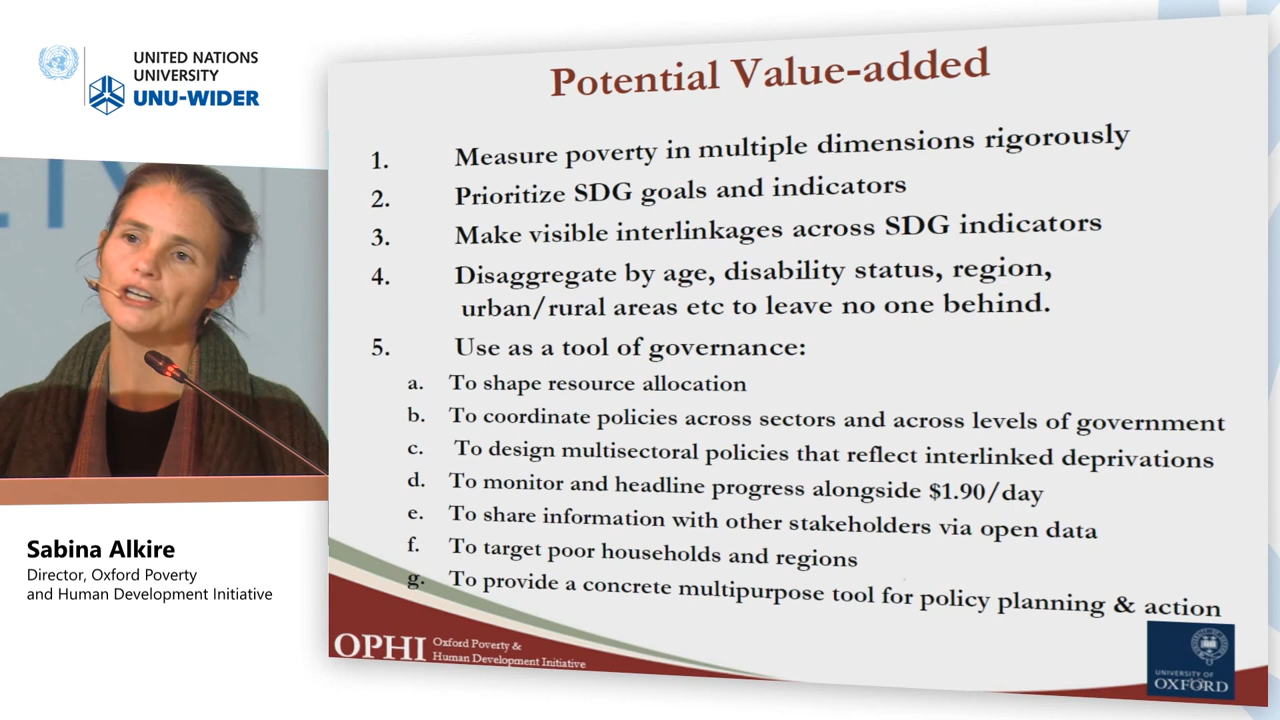 UNITED NATIONS
UNIVERSITY
UNU-WIDER
Sabina Alkire
Director, Oxford Poverty
and Human Development Initiative
Potential Value-added
1. Measure poverty in multiple dimensions rigorously
2. Prioritize SDG goals and indicators
3. Make visible interlinkages across SDG indicators
4. Disaggregate by age, disability status, region,
urban/rural areas etc to leave no one behind.
5. Use as a tool of governance:
a. To shape resource allocation
b. To coordinate policies across sectors and across levels of government
c. To design multisectoral policies that reflect interlinked deprivations
d. To monitor and headline progress alongside $1.90/day
e. To share information with other stakeholders via open data
f. To target poor households and regions
g. To provide a concrete multipurpose tool for policy planning & action
OPHI
Oxford Poverty &
Human Development Initiative
UNIVERSITY OF
OXFORD